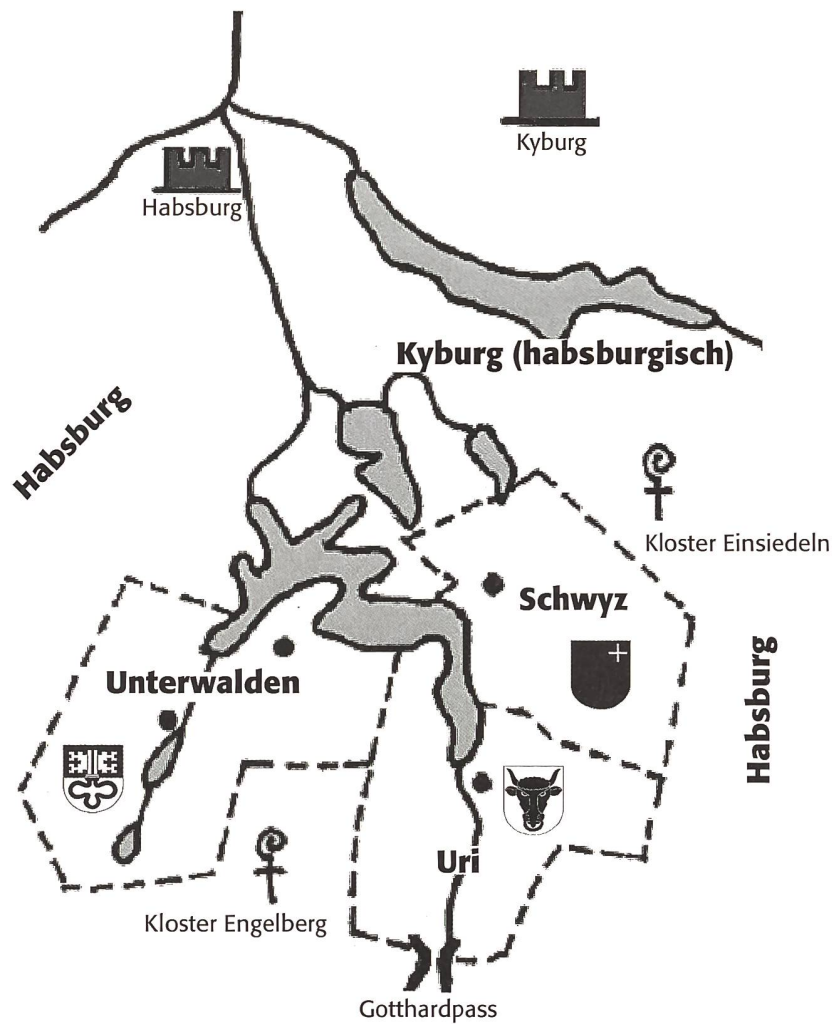 Kyburg
Habsburg
Kyburg (habsburgisch)
Habsburg
Kloster Einsiedeln
Schwyz
Unterwalden
Habsburg
Uri
Kloster Engelberg
Gotthardpass